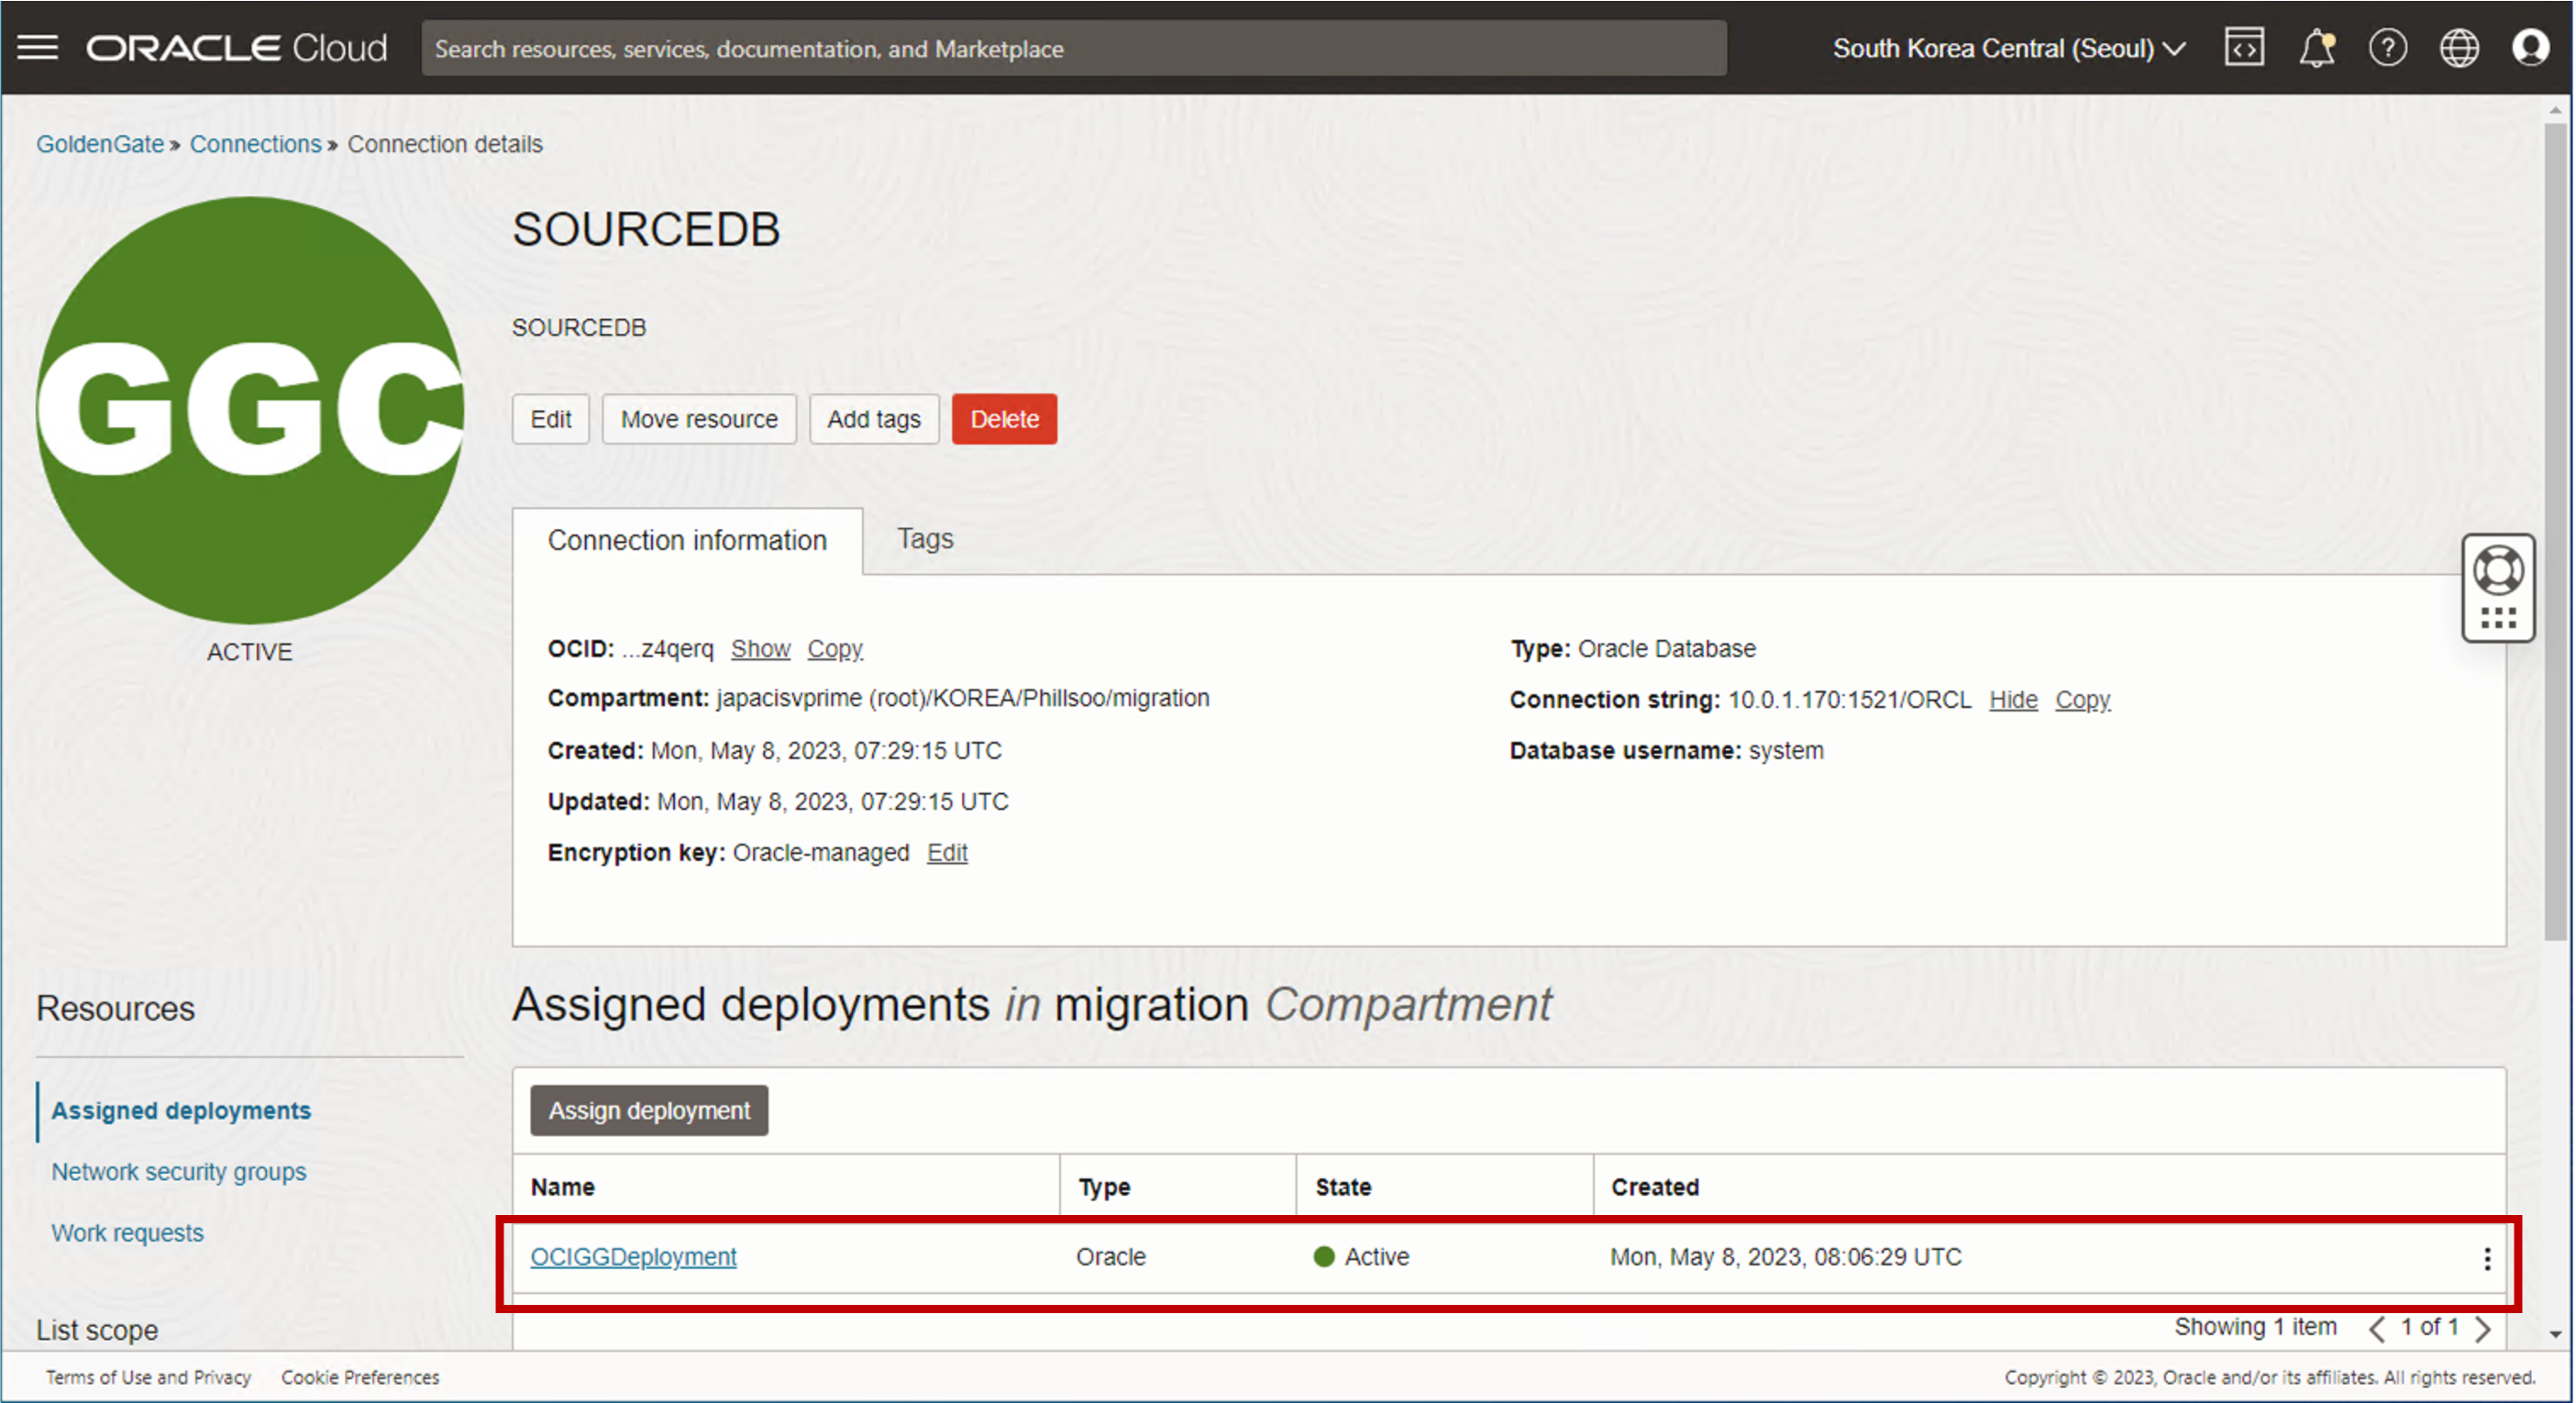 ORACLE Cloud
Search resources, services, documentation, and Marketplace
South Korea Central (Seoul)
GoldenGate » Connections » Connection details
GGC
ACTIVE
SOURCEDB
SOURCEDB
Edit Move resource Add tags Delete
Connection information Tags
OCID: ...z4qerq Show Copy
Compartment: japacisvprime (root)/KOREA/Phillsoo/migration
Created: Mon, May 8, 2023, 07:29:15 UTC
Updated: Mon, May 8, 2023, 07:29:15 UTC
Encryption key: Oracle-managed Edit
Type: Oracle Database
Connection string: 10.0.1.170:1521/ORCL Hide Copy
Database username: system
Resources
Assigned deployments
Network security groups
Work requests
List scope
Assigned deployments in migration Compartment
Assign deployment
Name Type State Created
OCIGGDeployment Oracle Active Mon, May 8, 2023, 08:06:29 UTC
Showing 1 item 1 of 1
Terms of Use and Privacy Cookie Preferences
Copyright © 2023, Oracle and/or its affiliates. All rights reserved.